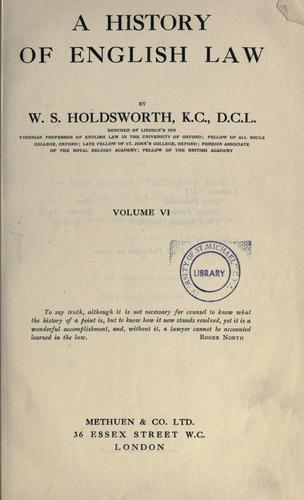 A HISTORY
OF ENGLISH LAW
BY
W. S. HOLDSWORTH, K.C., D.C.L.
BENCHER OF LINCOLN'S INN
VINERIAN PROFESSOR OF ENGLISH LAW IN THE UNIVERSITY OF OXFORD; FELLOW OF ALL SOULS
COLLEGE, OXFORD; LATE FELLOW OF ST. JOHN'S COLLEGE, OXFORD; FOREIGN ASSOCIATE
OF THE ROYAL BELGIAN ACADEMY; FELLOW OF THE BRITISH ACADEMY
VOLUME VI
UNIVERSITY OF ST. MICHAEL'S
LIBRARY
To say truth, although it is not necessary for counsel to know what
the history of a point is, but to know how it now stands resolved, yet it is a
wonderful accomplishment, and, without it, a lawyer cannot be accounted
learned in the law.
ROGER NORTH
METHUEN & CO. LTD.
36 ESSEX STREET W.C.
LONDON